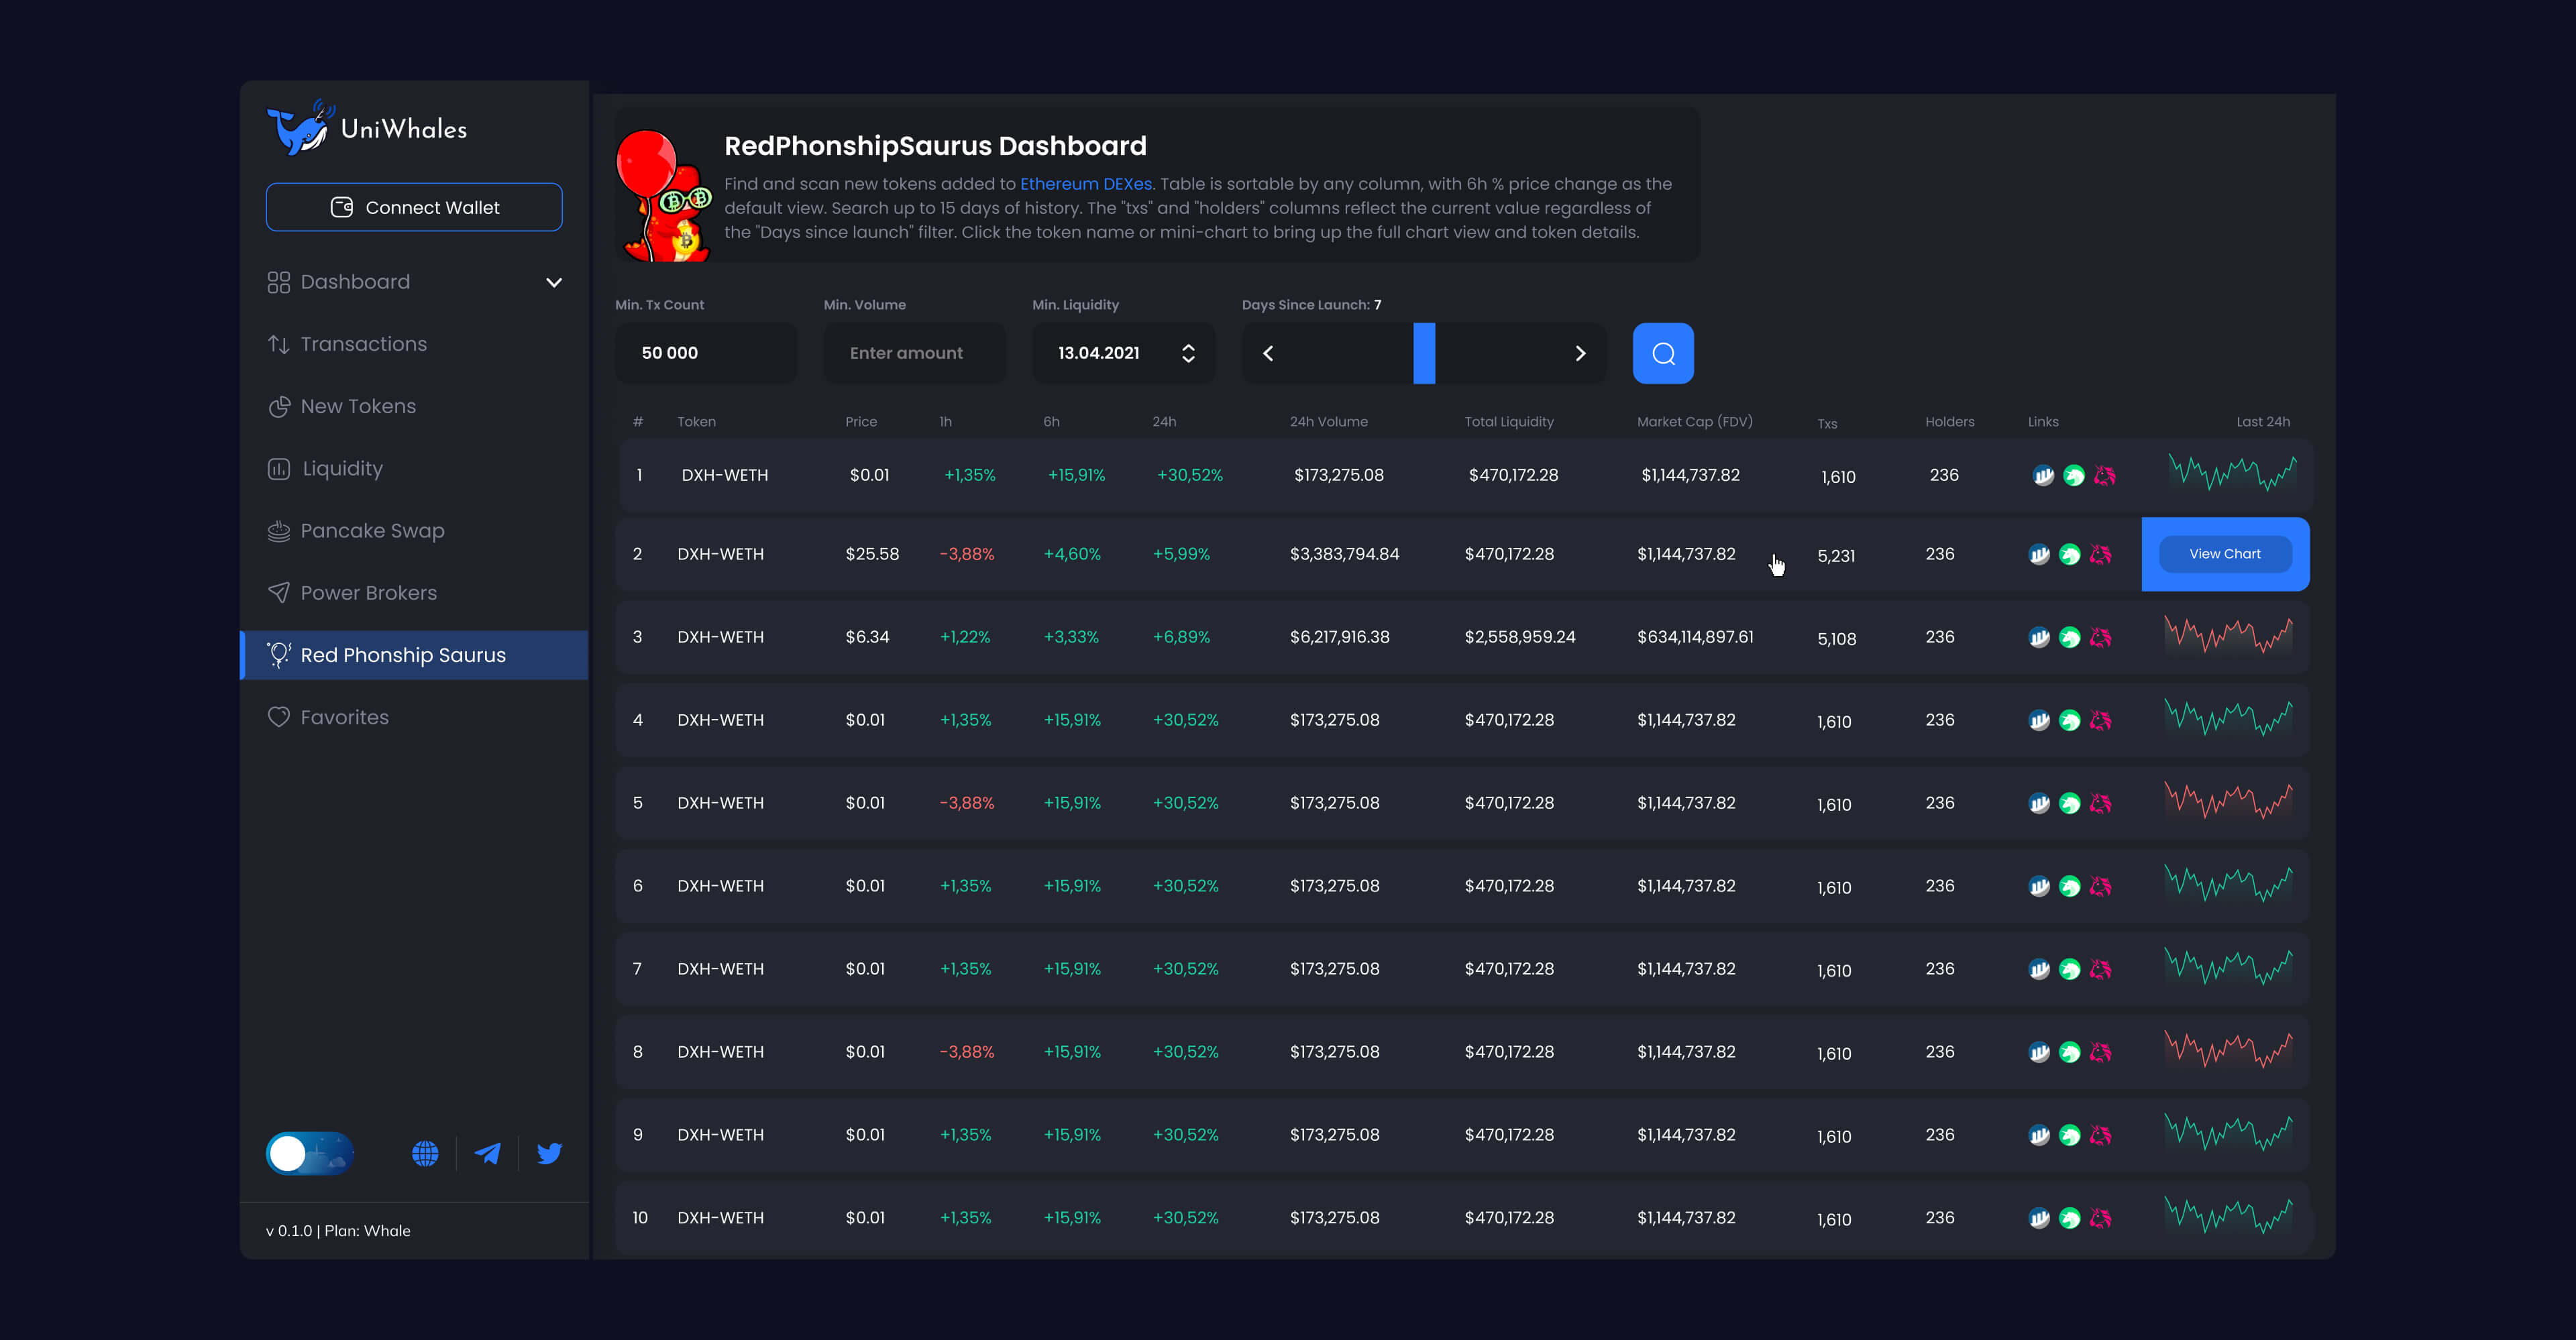 UniWhales
Connect Wallet
Dashboard
Transactions
New Tokens
Liquidity
Pancake Swap
Power Brokers
Red Phonship Saurus
Favorites
v 0.1.0 | Plan: Whale
RedPhonshipSaurus Dashboard
Find and scan new tokens added to Ethereum DEXes. Table is sortable by any column, with 6h % price change as the
default view. Search up to 15 days of history. The "txs" and "holders" columns reflect the current value regardless of
the "Days since launch" filter. Click the token name or mini-chart to bring up the full chart view and token details.
Min. Tx Count Min. Volume Min. Liquidity Days Since Launch: 7
50 000 Enter amount 13.04.2021
# Token Price 1h 6h 24h 24h Volume Total Liquidity Market Cap (FDV) Txs Holders Links Last 24h
1 DXH-WETH $0.01 +1,35% +15,91% +30,52% $173,275.08 $470,172.28 $1,144,737.82 1,610 236
2 DXH-WETH $25.58 -3,88% +4,60% +5,99% $3,383,794.84 $470,172.28 $1,144,737.82 5,231 236 View Chart
3 DXH-WETH $6.34 +1,22% +3,33% +6,89% $6,217,916.38 $2,558,959.24 $634,114,897.61 5,108 236
4 DXH-WETH $0.01 +1,35% +15,91% +30,52% $173,275.08 $470,172.28 $1,144,737.82 1,610 236
5 DXH-WETH $0.01 -3,88% +15,91% +30,52% $173,275.08 $470,172.28 $1,144,737.82 1,610 236
6 DXH-WETH $0.01 +1,35% +15,91% +30,52% $173,275.08 $470,172.28 $1,144,737.82 1,610 236
7 DXH-WETH $0.01 +1,35% +15,91% +30,52% $173,275.08 $470,172.28 $1,144,737.82 1,610 236
8 DXH-WETH $0.01 -3,88% +15,91% +30,52% $173,275.08 $470,172.28 $1,144,737.82 1,610 236
9 DXH-WETH $0.01 +1,35% +15,91% +30,52% $173,275.08 $470,172.28 $1,144,737.82 1,610 236
10 DXH-WETH $0.01 +1,35% +15,91% +30,52% $173,275.08 $470,172.28 $1,144,737.82 1,610 236